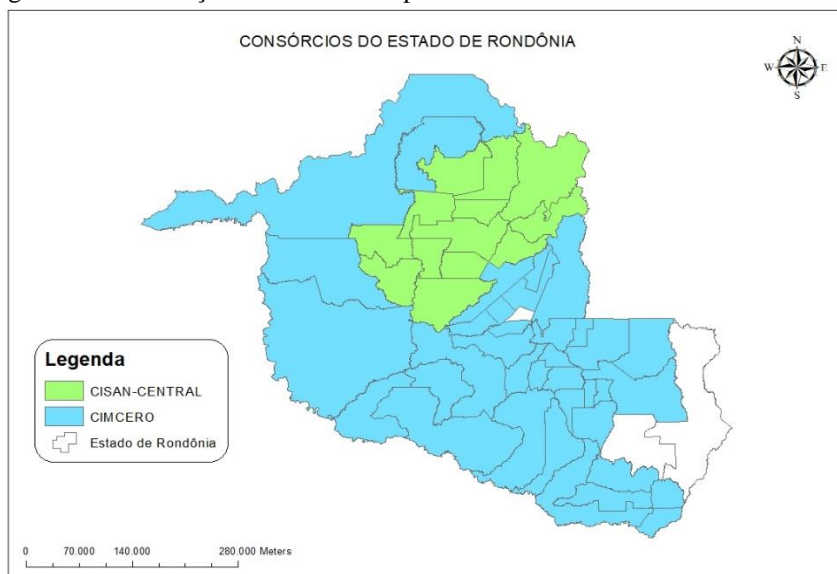 CONSÓRCIOS DO ESTADO DE RONDÔNIA
N
W E
S
Legenda
CISAN-CENTRAL
CIMCERO
Estado de Rondônia
0 70 000 140 000 280 000 Meters